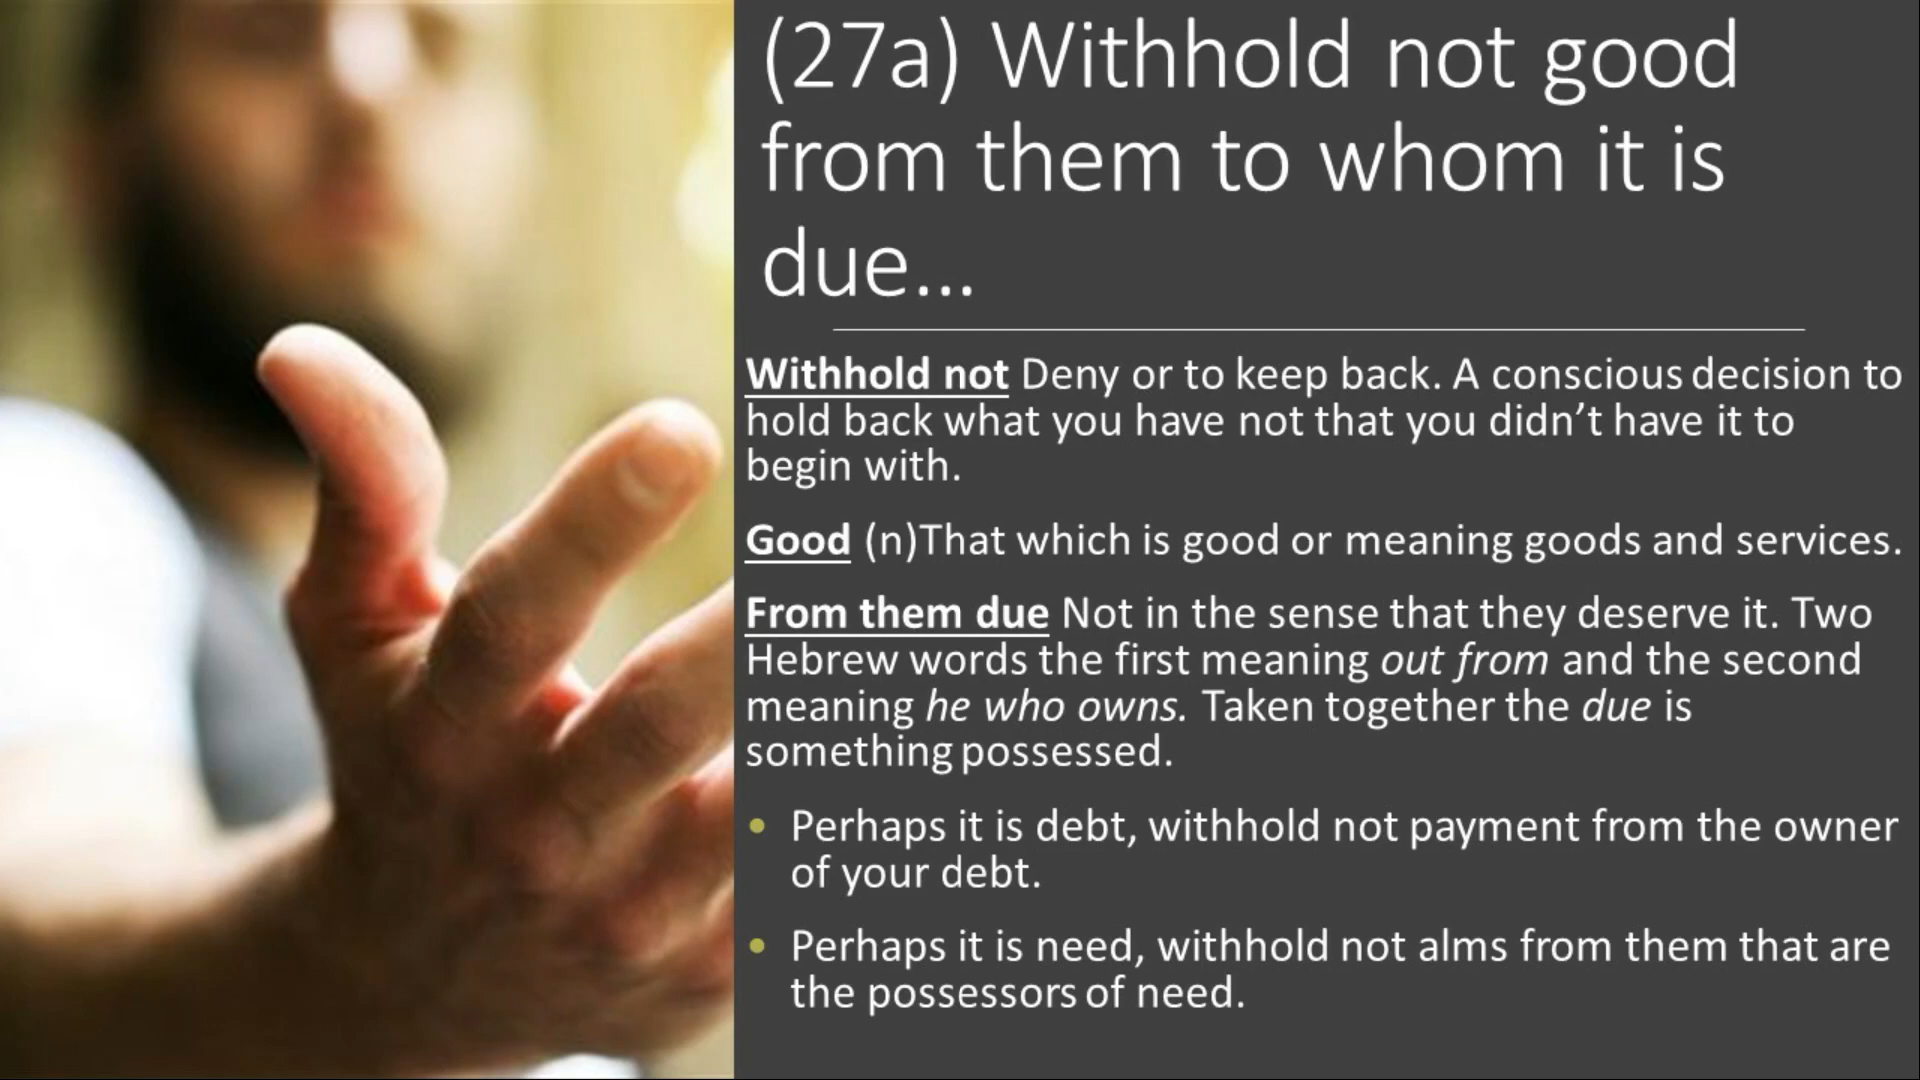 (27a) Withhold not good
from them to whom it is
due...
Withhold not Deny or to keep back. A conscious decision to
hold back what you have not that you didn’t have it to
begin with.
Good (n)That which is good or meaning goods and services.
From them due Not in the sense that they deserve it. Two
Hebrew words the first meaning out from and the second
meaning he who owns. Taken together the due is
something possessed.
• Perhaps it is debt, withhold not payment from the owner
of your debt.
• Perhaps it is need, withhold not alms from them that are
the possessors of need.